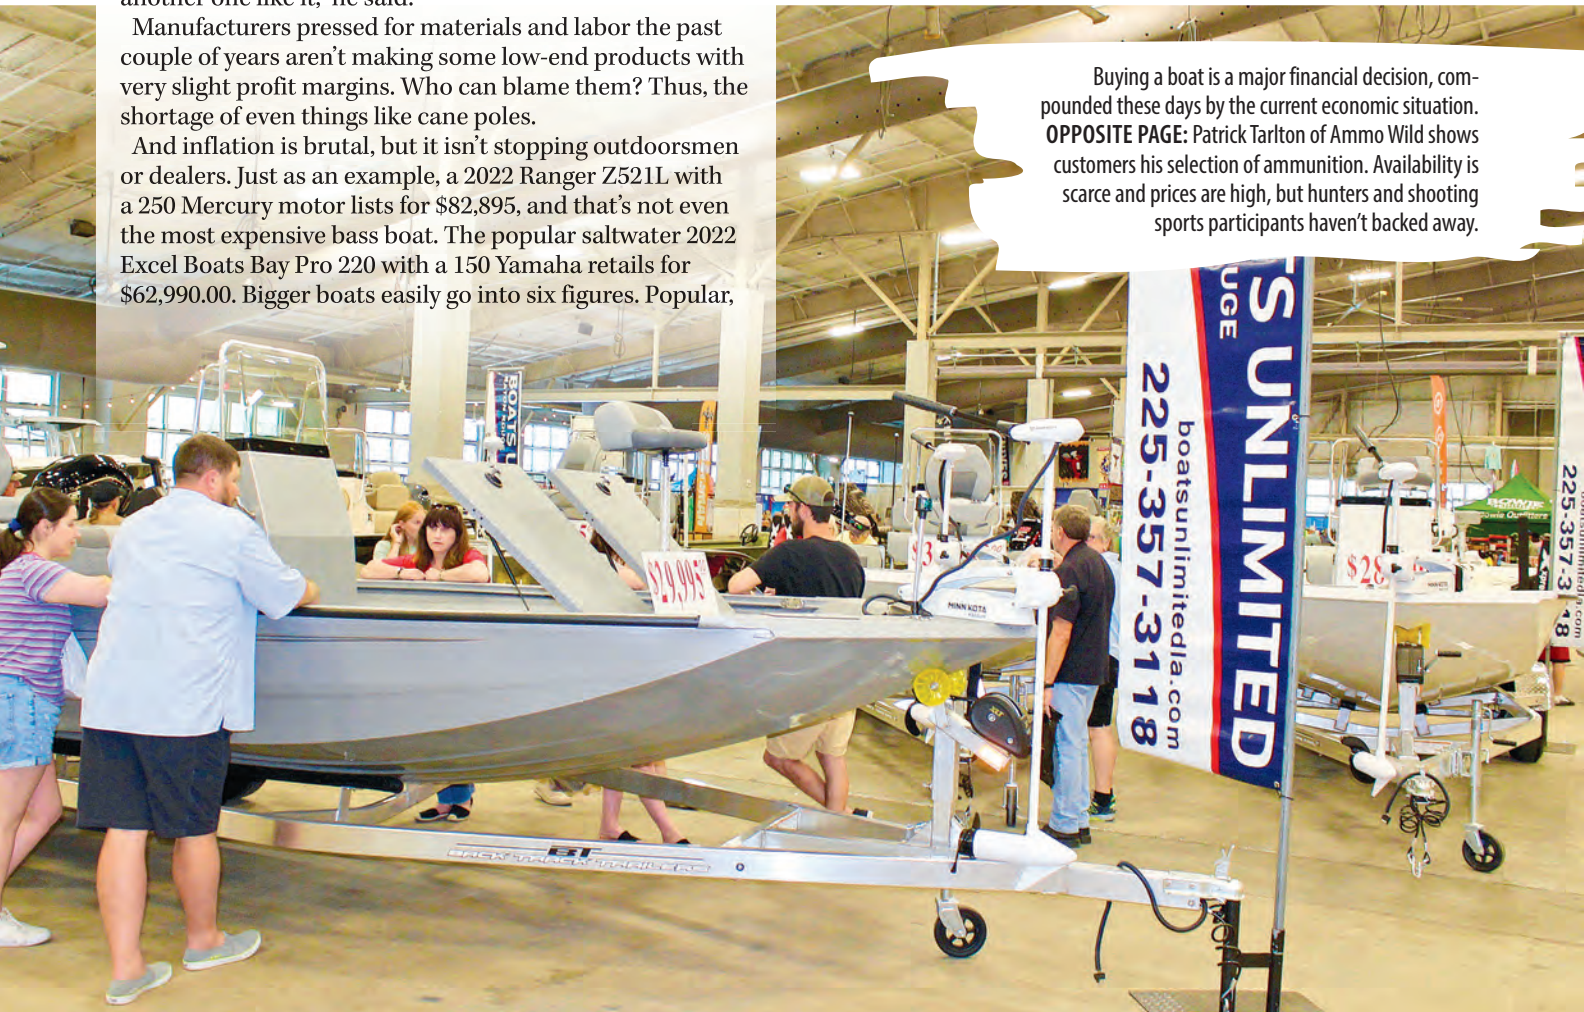 Manufacturers pressed for materials and labor the past
couple of years aren’t making some low-end products with
very slight profit margins. Who can blame them? Thus, the
shortage of even things like cane poles.
And inflation is brutal, but it isn’t stopping outdoorsmen
or dealers. Just as an example, a 2022 Ranger Z521L with
a 250 Mercury motor lists for $82,895, and that’s not even
the most expensive bass boat. The popular saltwater 2022
Excel Boats Bay Pro 220 with a 150 Yamaha retails for
$62,990.00. Bigger boats easily go into six figures. Popular,
Buying a boat is a major financial decision, com-
pounded these days by the current economic situation.
OPPOSITE PAGE: Patrick Tarlton of Ammo Wild shows
customers his selection of ammunition. Availability is
scarce and prices are high, but hunters and shooting
sports participants haven’t backed away.
UNLIMITED
boatsunlimitedla.com
225-357-3118
BOATS
$29,995
MINN KOTA
$28
BT
BACK TRACK TRAILERS